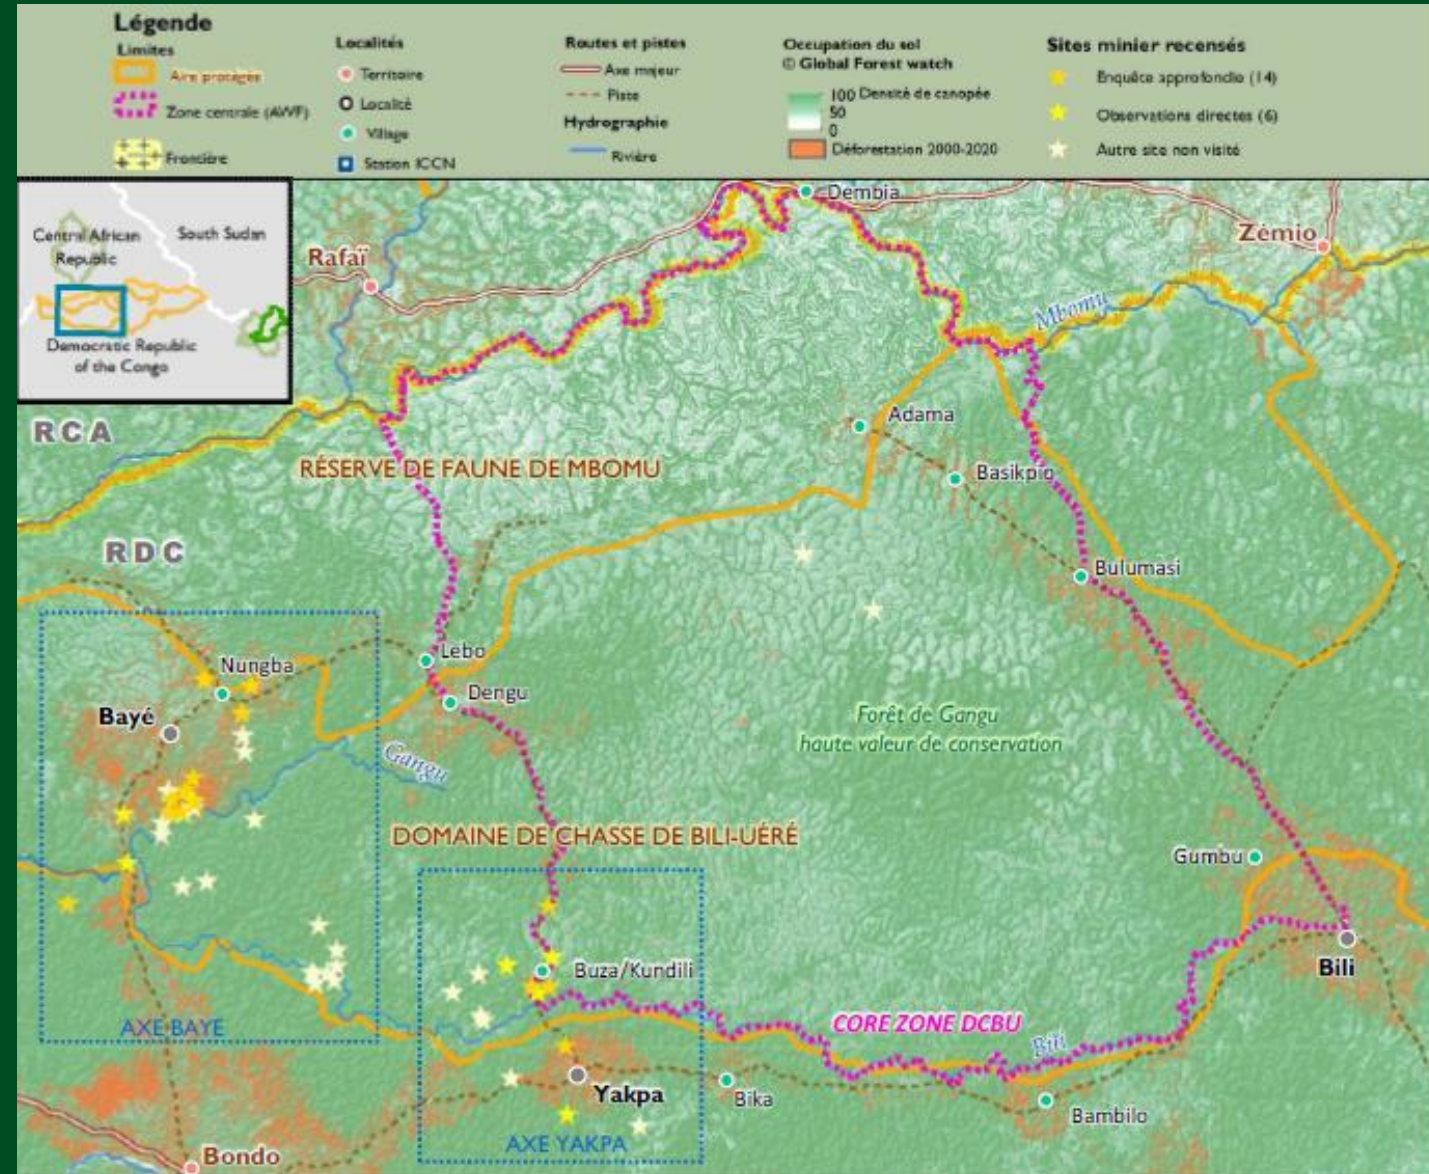 Légende
Limites
Aire protégée
Zone centrale (AWF)
Frontière
Localités
Territoire
Localité
Village
Station ICCN
Routes et pistes
Axe majeur
Piste
Hydrographie
Rivière
Occupation du sol
© Global Forest watch
100 Densité de canopée
50
0
Déforestation 2000-2020
Sites minier recensés
Enquête approfondie (14)
Observations directes (6)
Autre site non visité
Central African
Republic
South Sudan
Democratic Republic
of the Congo
Dembia
Rafaï
Zémio
Mbomu
RCA
Adama
RÉSERVE DE FAUNE DE MBOMU
Basikpio
RDC
Bulumasi
Lebo
Nungba
Dengu
Bayé
Forêt de Gangu
haute valeur de conservation
Gangu
DOMAINE DE CHASSE DE BILI-UÉRÉ
Gumbu
Buza/Kundili
Bili
AXE BAYE
CORE ZONE DCBU
Bili
Yakpa
Bika
Bambilo
AXE YAKPA
Bondo